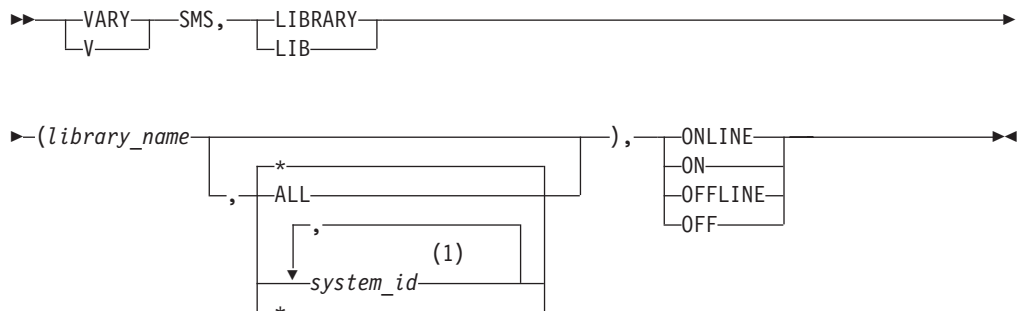 VARY SMS, LIBRARY
V LIB
(library_name ), ONLINE
* ON
, ALL OFFLINE
, OFF
(1)
system_id
*